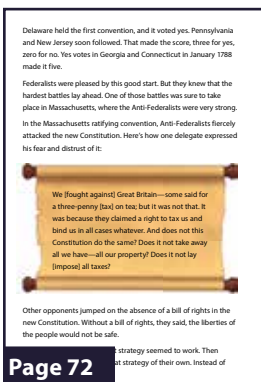 Delaware held the first convention, and it voted yes. Pennsylvania
and New Jersey soon followed. That made the score, three for yes,
zero for no. Yes votes in Georgia and Connecticut in January 1788
made it five.
Federalists were pleased by this good start. But they knew that the
hardest battles lay ahead. One of those battles was sure to take
place in Massachusetts, where the Anti-Federalists were very strong.
In the Massachusetts ratifying convention, Anti-Federalists fiercely
attacked the new Constitution. Here's how one delegate expressed
his fear and distrust of it:
We [fought against] Great Britain—some said for
a three-penny [tax] on tea; but it was not that. It
was because they claimed a right to tax us and
bind us in all cases whatever. And does not this
Constitution do the same? Does it not take away
all we have—all our property? Does it not lay
[impose] all taxes?
Other opponents jumped on the absence of a bill of rights in the
new Constitution. Without a bill of rights, they said, the liberties of
the people would not be safe.
strategy seemed to work. Then
strategy of their own. Instead of
Page 72